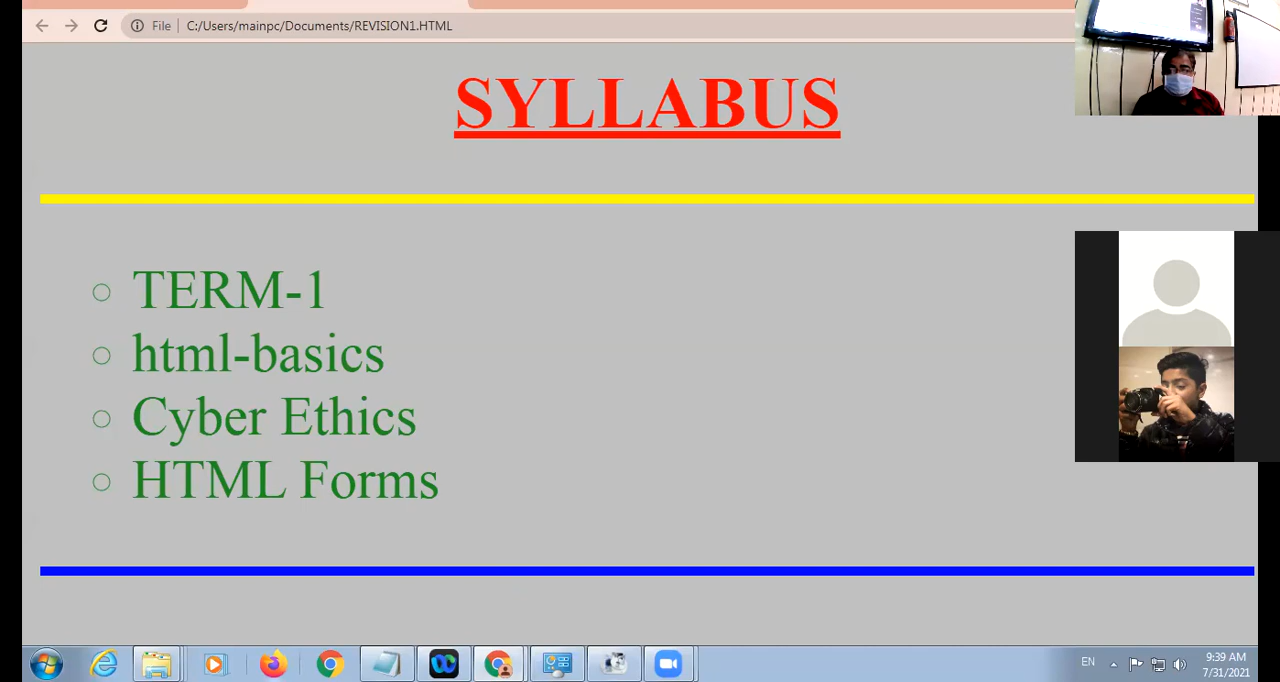 File | C:/Users/mainpc/Documents/REVISION1.HTML
SYLLABUS
TERM-1
html-basics
Cyber Ethics
HTML Forms
EN
9:39 AM
7/31/2021